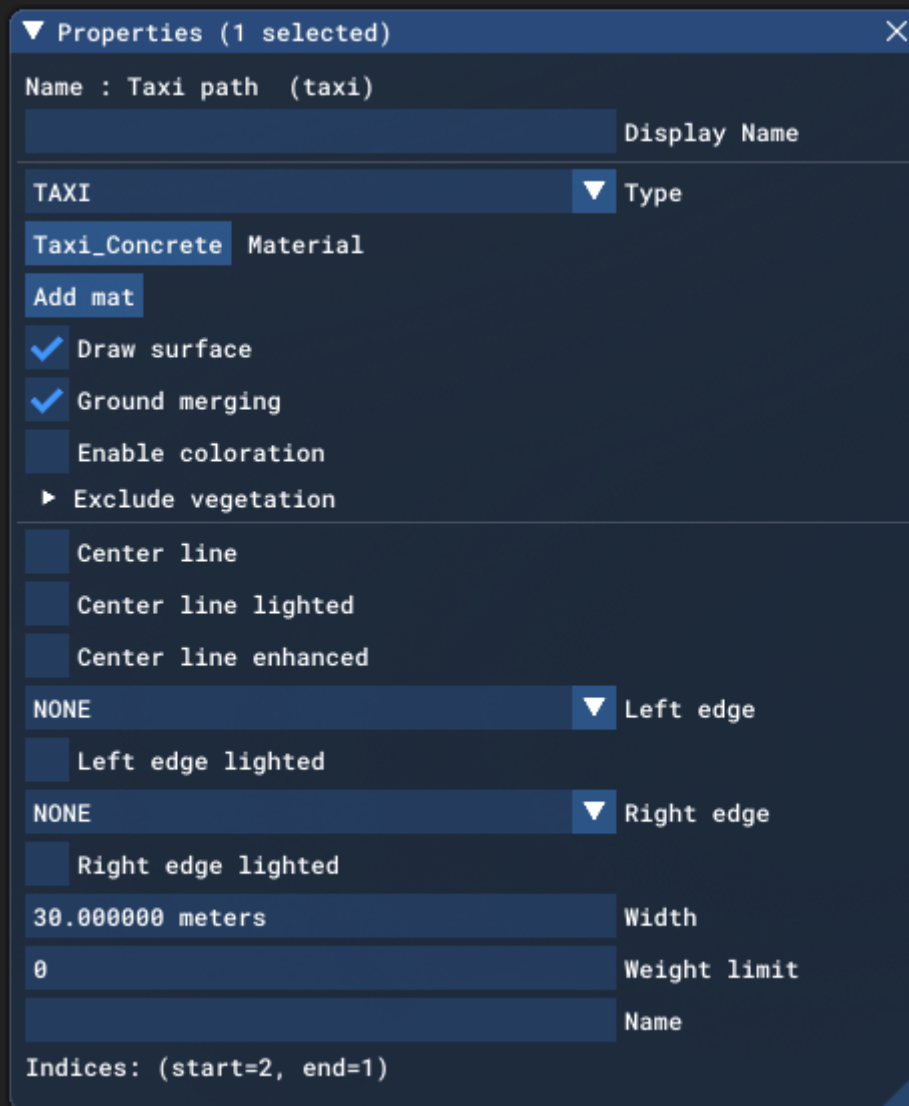 Properties (1 selected)
Name : Taxi path (taxi)
Display Name
TAXI Type
Taxi_Concrete Material
Add mat
Draw surface
Ground merging
Enable coloration
Exclude vegetation
Center line
Center line lighted
Center line enhanced
NONE Left edge
Left edge lighted
NONE Right edge
Right edge lighted
30.000000 meters Width
0 Weight limit
Name
Indices: (start=2, end=1)